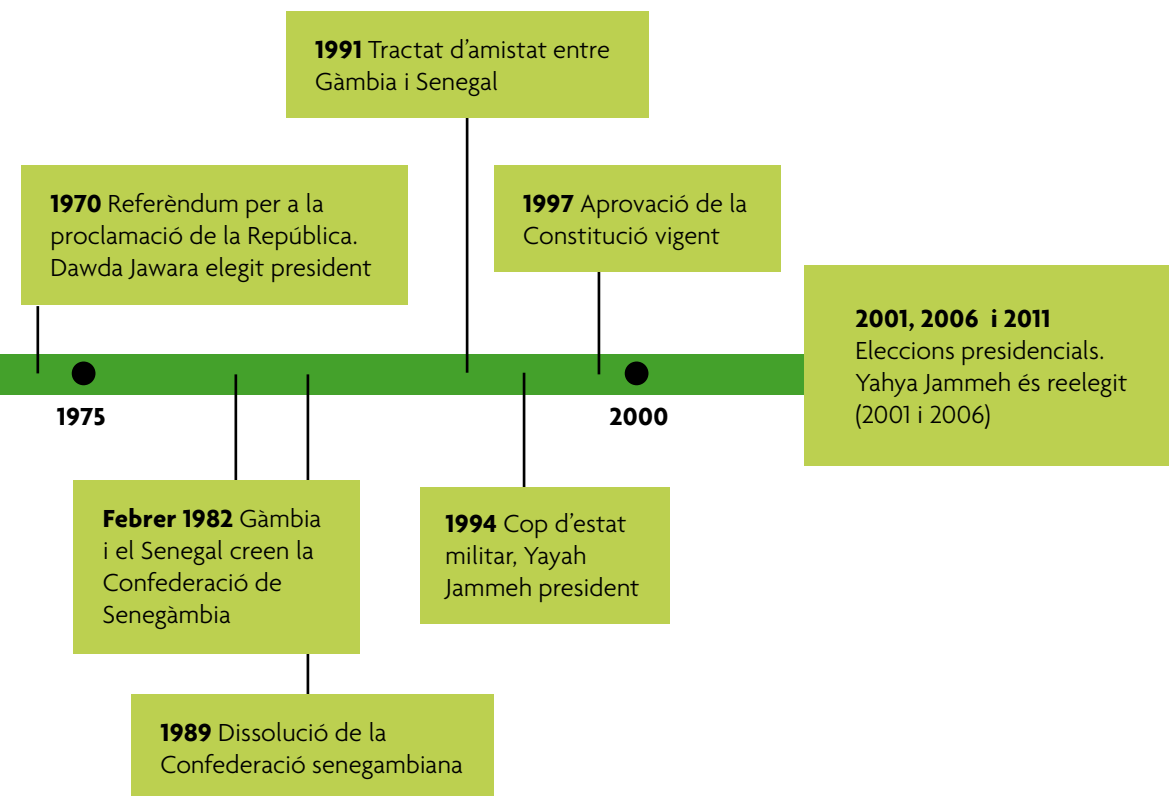 1991 Tractat d'amistat entre
Gàmbia i Senegal
1970 Referèndum per a la
proclamació de la República.
Dawda Jawara elegit president
1997 Aprovació de la
Constitució vigent
2001, 2006 i 2011
Eleccions presidencials.
Yahya Jammeh és reelegit
(2001 i 2006)
1975
2000
Febrer 1982 Gàmbia
i el Senegal creen la
Confederació de
Senegàmbia
1994 Cop d'estat
militar, Yayah
Jammeh president
1989 Dissolució de la
Confederació senegambiana